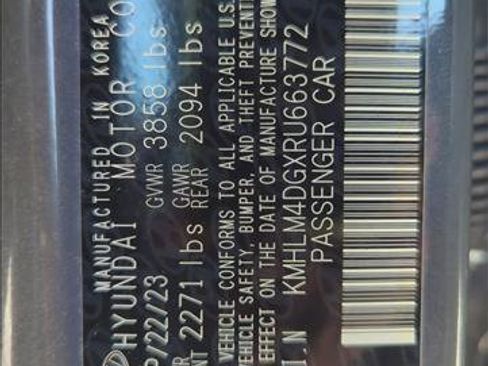 MANUFACTURED IN KOREA
HYUNDAI MOTOR CO
P/22/23 GVWR 3858 lbs
2271 lbs GAWR REAR 2094 lbs
VEHICLE CONFORMS TO ALL APPLICABLE U.S.
VEHICLE SAFETY, BUMPER, AND THEFT PREVENTI
EFFECT ON THE DATE OF MANUFACTURE SHOW
I.N KMHLM4DGXRU663772
PASSENGER CAR